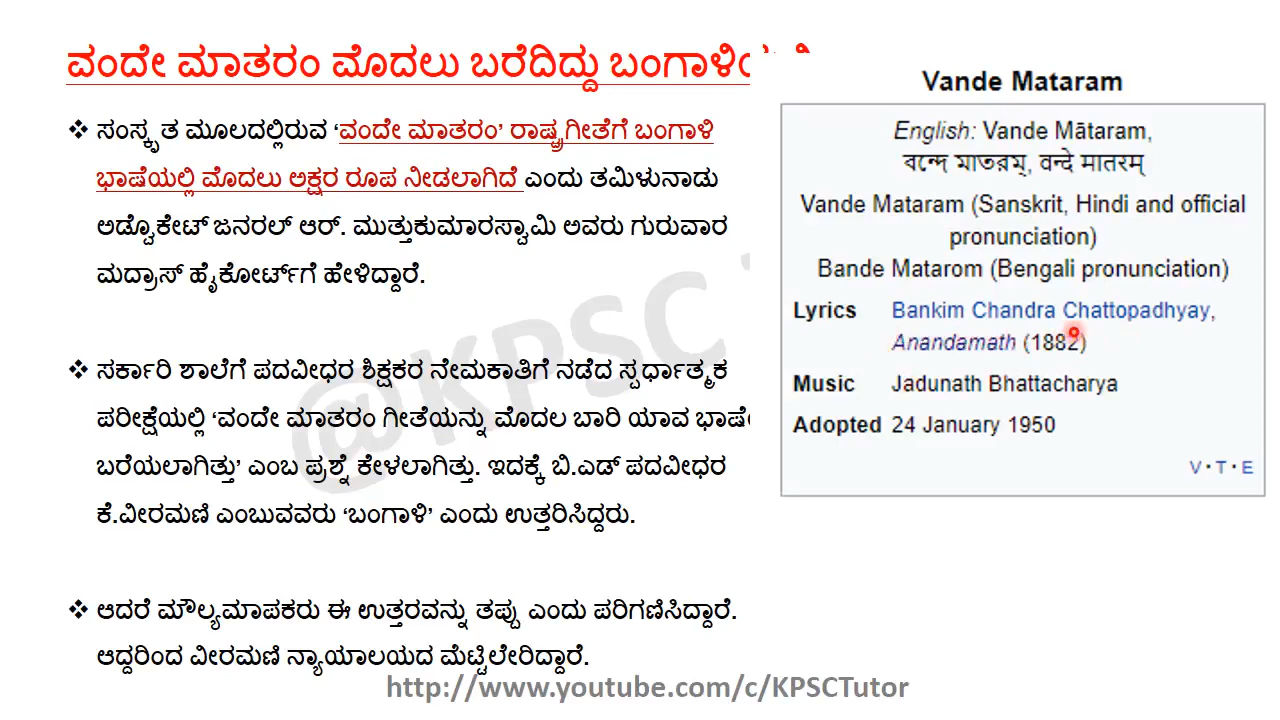 ವಂದೇ ಮಾತರಂ ಮೊದಲು ಬರೆದಿದ್ದು
❖ ಸಂಸ್ಕೃತ ಮೂಲದಲ್ಲಿರುವ ‘ವಂದೇ ಮಾತರಂ’ ರಾಷ್ಟ್ರಗೀತೆಗೆ ಬಂಗಾಳಿ
ಭಾಷೆಯಲ್ಲಿ ಮೊದಲು ಅಕ್ಷರ ರೂಪ ನೀಡಲಾಗಿದೆ ಎಂದು ತಮಿಳುನಾಡು
ಅಡ್ವೊಕೇಟ್ ಜನರಲ್ ಆರ್. ಮುತ್ತುಕುಮಾರಸ್ವಾಮಿ ಅವರು ಗುರುವಾರ
ಮದ್ರಾಸ್ ಹೈಕೋರ್ಟ್‌ಗೆ ಹೇಳಿದ್ದಾರೆ.
❖ ಸರ್ಕಾರಿ ಶಾಲೆಗೆ ಪದವೀಧರ ಶಿಕ್ಷಕರ ನೇಮಕಾತಿಗೆ ನಡೆದ ಸ್ಪರ್ಧಾತ್ಮಕ
ಪರೀಕ್ಷೆಯಲ್ಲಿ ‘ವಂದೇ ಮಾತರಂ ಗೀತೆಯನ್ನು ಮೊದಲ ಬಾರಿ ಯಾವ
ಬರೆಯಲಾಗಿತ್ತು’ ಎಂಬ ಪ್ರಶ್ನೆ ಕೇಳಲಾಗಿತ್ತು. ಇದಕ್ಕೆ ಬಿ.ಎಡ್ ಪದವೀಧರ
ಕೆ.ವೀರಮಣಿ ಎಂಬುವವರು ‘ಬಂಗಾಳಿ’ ಎಂದು ಉತ್ತರಿಸಿದ್ದರು.
❖ ಆದರೆ ಮೌಲ್ಯಮಾಪಕರು ಈ ಉತ್ತರವನ್ನು ತಪ್ಪು ಎಂದು ಪರಿಗಣಿಸಿದ್ದಾರೆ.
ಆದ್ದರಿಂದ ವೀರಮಣಿ ನ್ಯಾಯಾಲಯದ ಮೆಟ್ಟಿಲೇರಿದ್ದಾರೆ.
@KPSC
Vande Mataram
English: Vande Mātaram,
বন্দে মাতরম্, वन्दे मातरम्
Vande Mataram (Sanskrit, Hindi and official
pronunciation)
Bande Matarom (Bengali pronunciation)
Lyrics Bankim Chandra Chattopadhyay,
Anandamath (1882)
Music Jadunath Bhattacharya
Adopted 24 January 1950
V · T · E
http://www.youtube.com/c/KPSCTutor